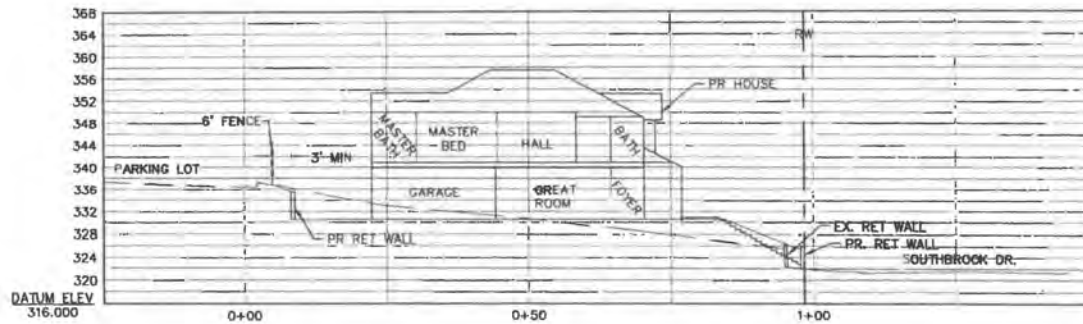 368
364
360
356
352
348
344
340
336
332
328
324
320
DATUM ELEV
316.000
RW
PR HOUSE
6' FENCE
3' MIN
PARKING LOT
MASTER
BATH
MASTER
BED
HALL
BATH
GARAGE
GREAT
ROOM
FOYER
PR RET WALL
EX. RET WALL
PR. RET WALL
SOUTHBROOK DR.
0+00
0+50
1+00